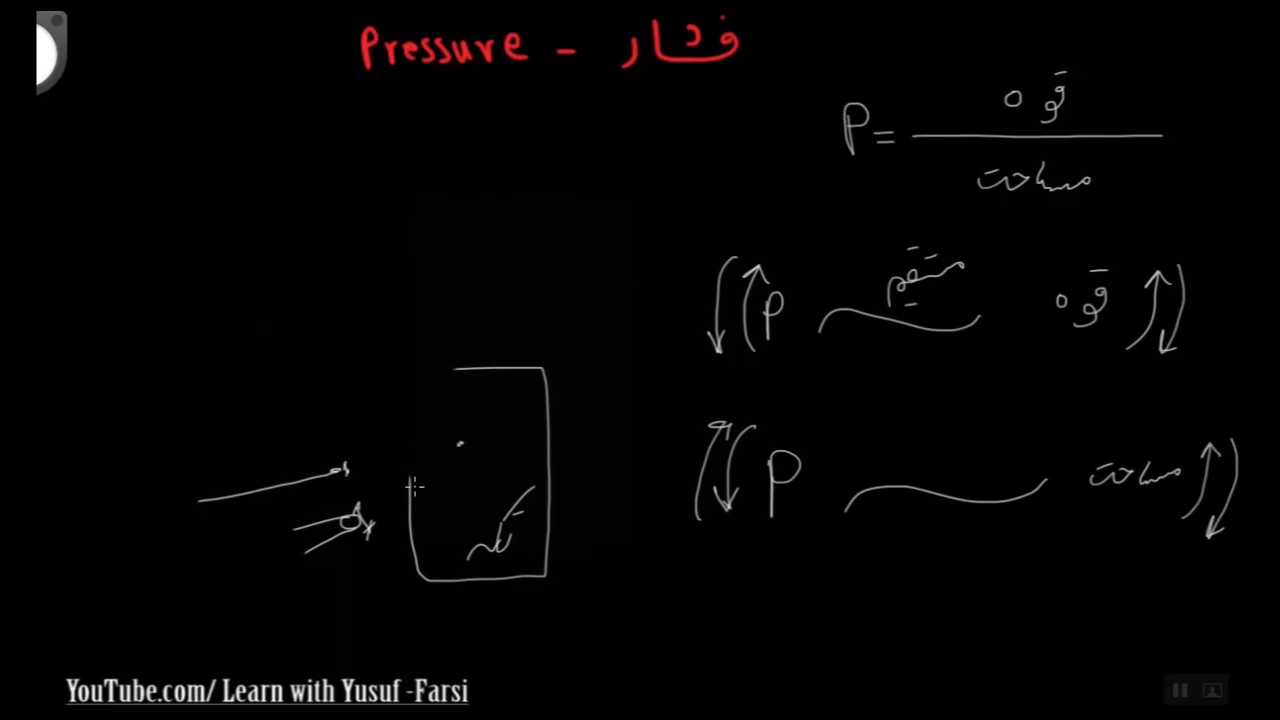 Pressure - فشار
P = قوه
مساحت
P مستقیم قوه
P مساحت
YouTube.com/ Learn with Yusuf -Farsi